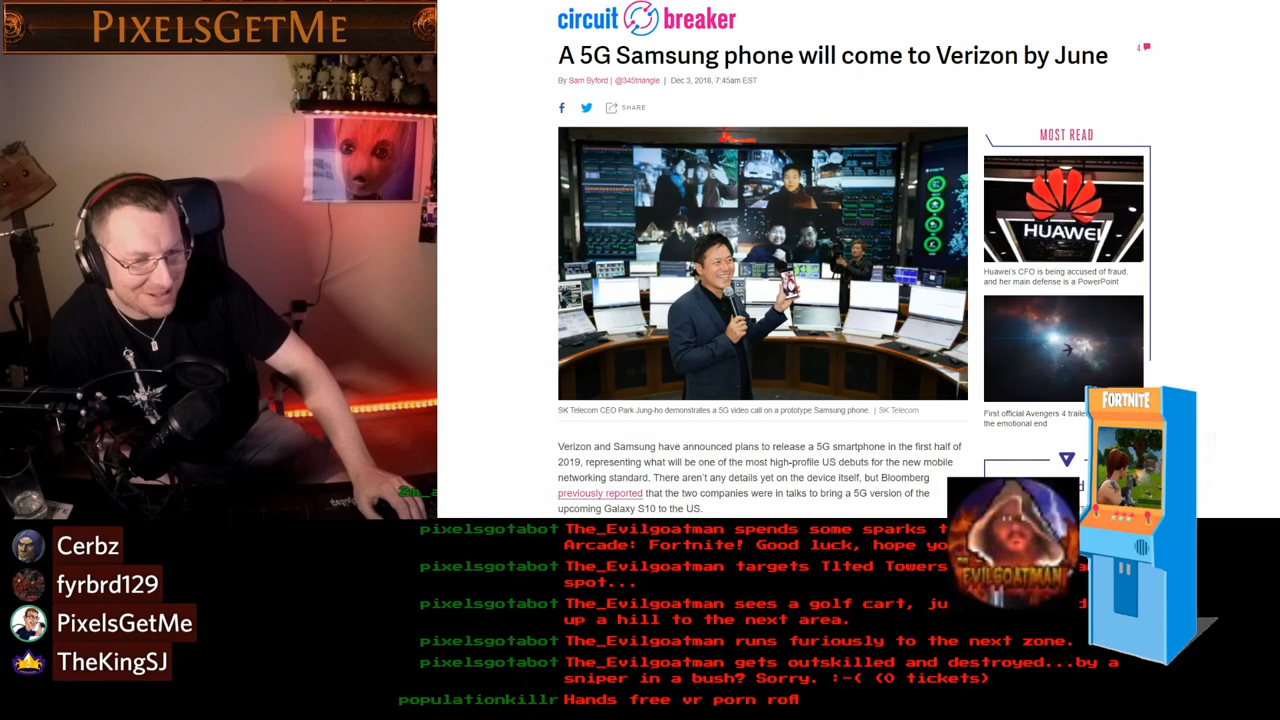 PIXELSGETME
circuit breaker
A 5G Samsung phone will come to Verizon by June
4
By Sam Byford | @345triangle | Dec 3, 2018, 7:45am EST
SHARE
MOST READ
HUAWEI
Huawei's CFO is being accused of fraud,
and her main defense is a PowerPoint
SK Telecom CEO Park Jung-ho demonstrates a 5G video call on a prototype Samsung phone. | SK Telecom
First official Avengers 4 trailer
the emotional end
FORTNITE
Verizon and Samsung have announced plans to release a 5G smartphone in the first half of
2019, representing what will be one of the most high-profile US debuts for the new mobile
networking standard. There aren't any details yet on the device itself, but Bloomberg
previously reported that the two companies were in talks to bring a 5G version of the
upcoming Galaxy S10 to the US.
Cerbz
fyrbrd129
PixelsGetMe
TheKingSJ
pixelsgotabot The_Evilgoatman spends some sparks
Arcade: Fortnite! Good luck, hope
pixelsgotabot The_Evilgoatman targets Tlted Towers
spot...
pixelsgotabot The_Evilgoatman sees a golf cart,
up a hill to the next area.
pixelsgotabot The_Evilgoatman runs furiously to the next zone.
pixelsgotabot The_Evilgoatman gets outskilled and destroyed...by a
sniper in a bush? Sorry. :-( (0 tickets)
populationkillr Hands free vr porn rofl
EVILGOATMAN